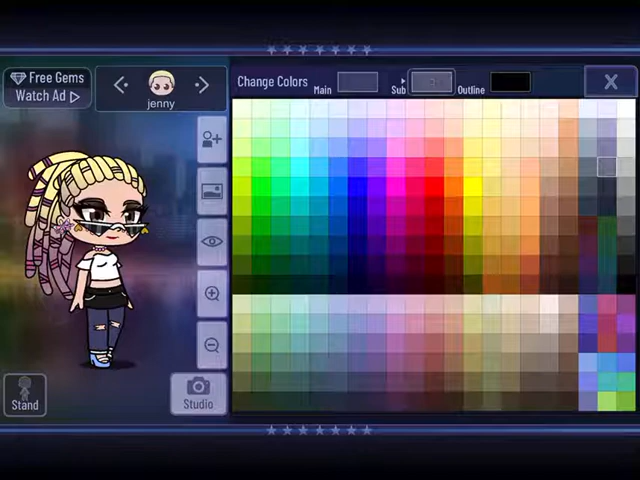 Free Gems
Watch Ad
jenny
Change Colors
Main
Sub
Outline
X
Stand
Studio